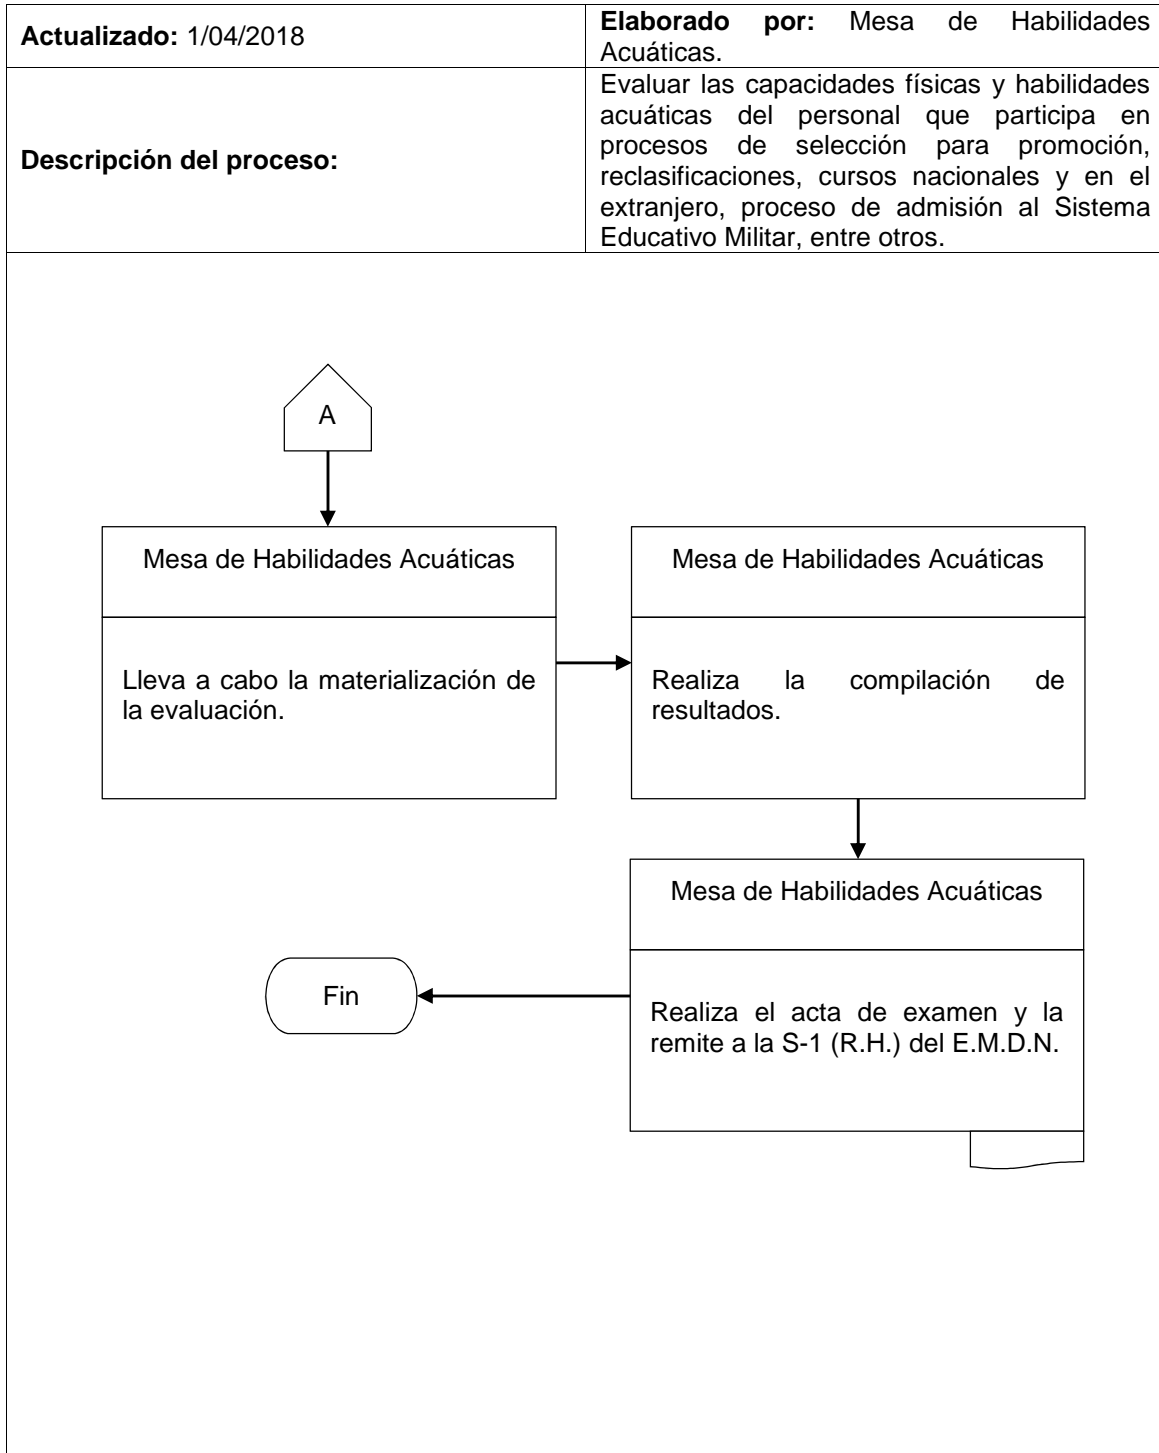 Actualizado: 1/04/2018
Elaborado por: Mesa de Habilidades
Acuáticas.
Descripción del proceso:
Evaluar las capacidades físicas y habilidades
acuáticas del personal que participa en
procesos de selección para promoción,
reclasificaciones, cursos nacionales y en el
extranjero, proceso de admisión al Sistema
Educativo Militar, entre otros.
A
Mesa de Habilidades Acuáticas
Lleva a cabo la materialización de
la evaluación.
Mesa de Habilidades Acuáticas
Realiza la compilación de
resultados.
Mesa de Habilidades Acuáticas
Realiza el acta de examen y la
remite a la S-1 (R.H.) del E.M.D.N.
Fin